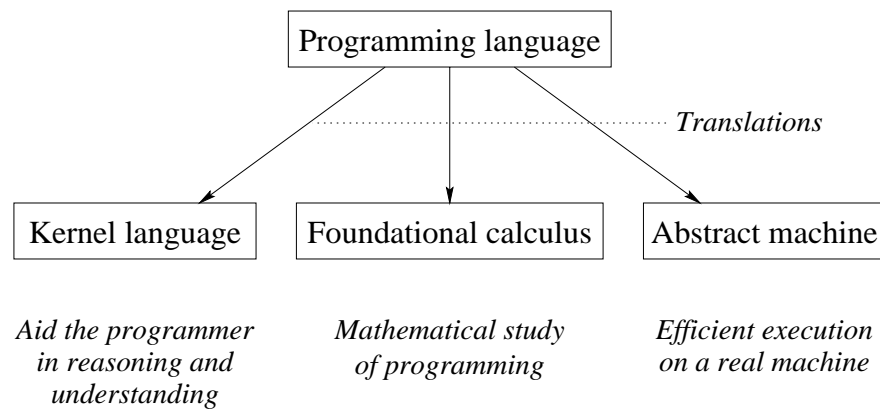 Programming language
Translations
Kernel language
Foundational calculus
Abstract machine
Aid the programmer
in reasoning and
understanding
Mathematical study
of programming
Efficient execution
on a real machine